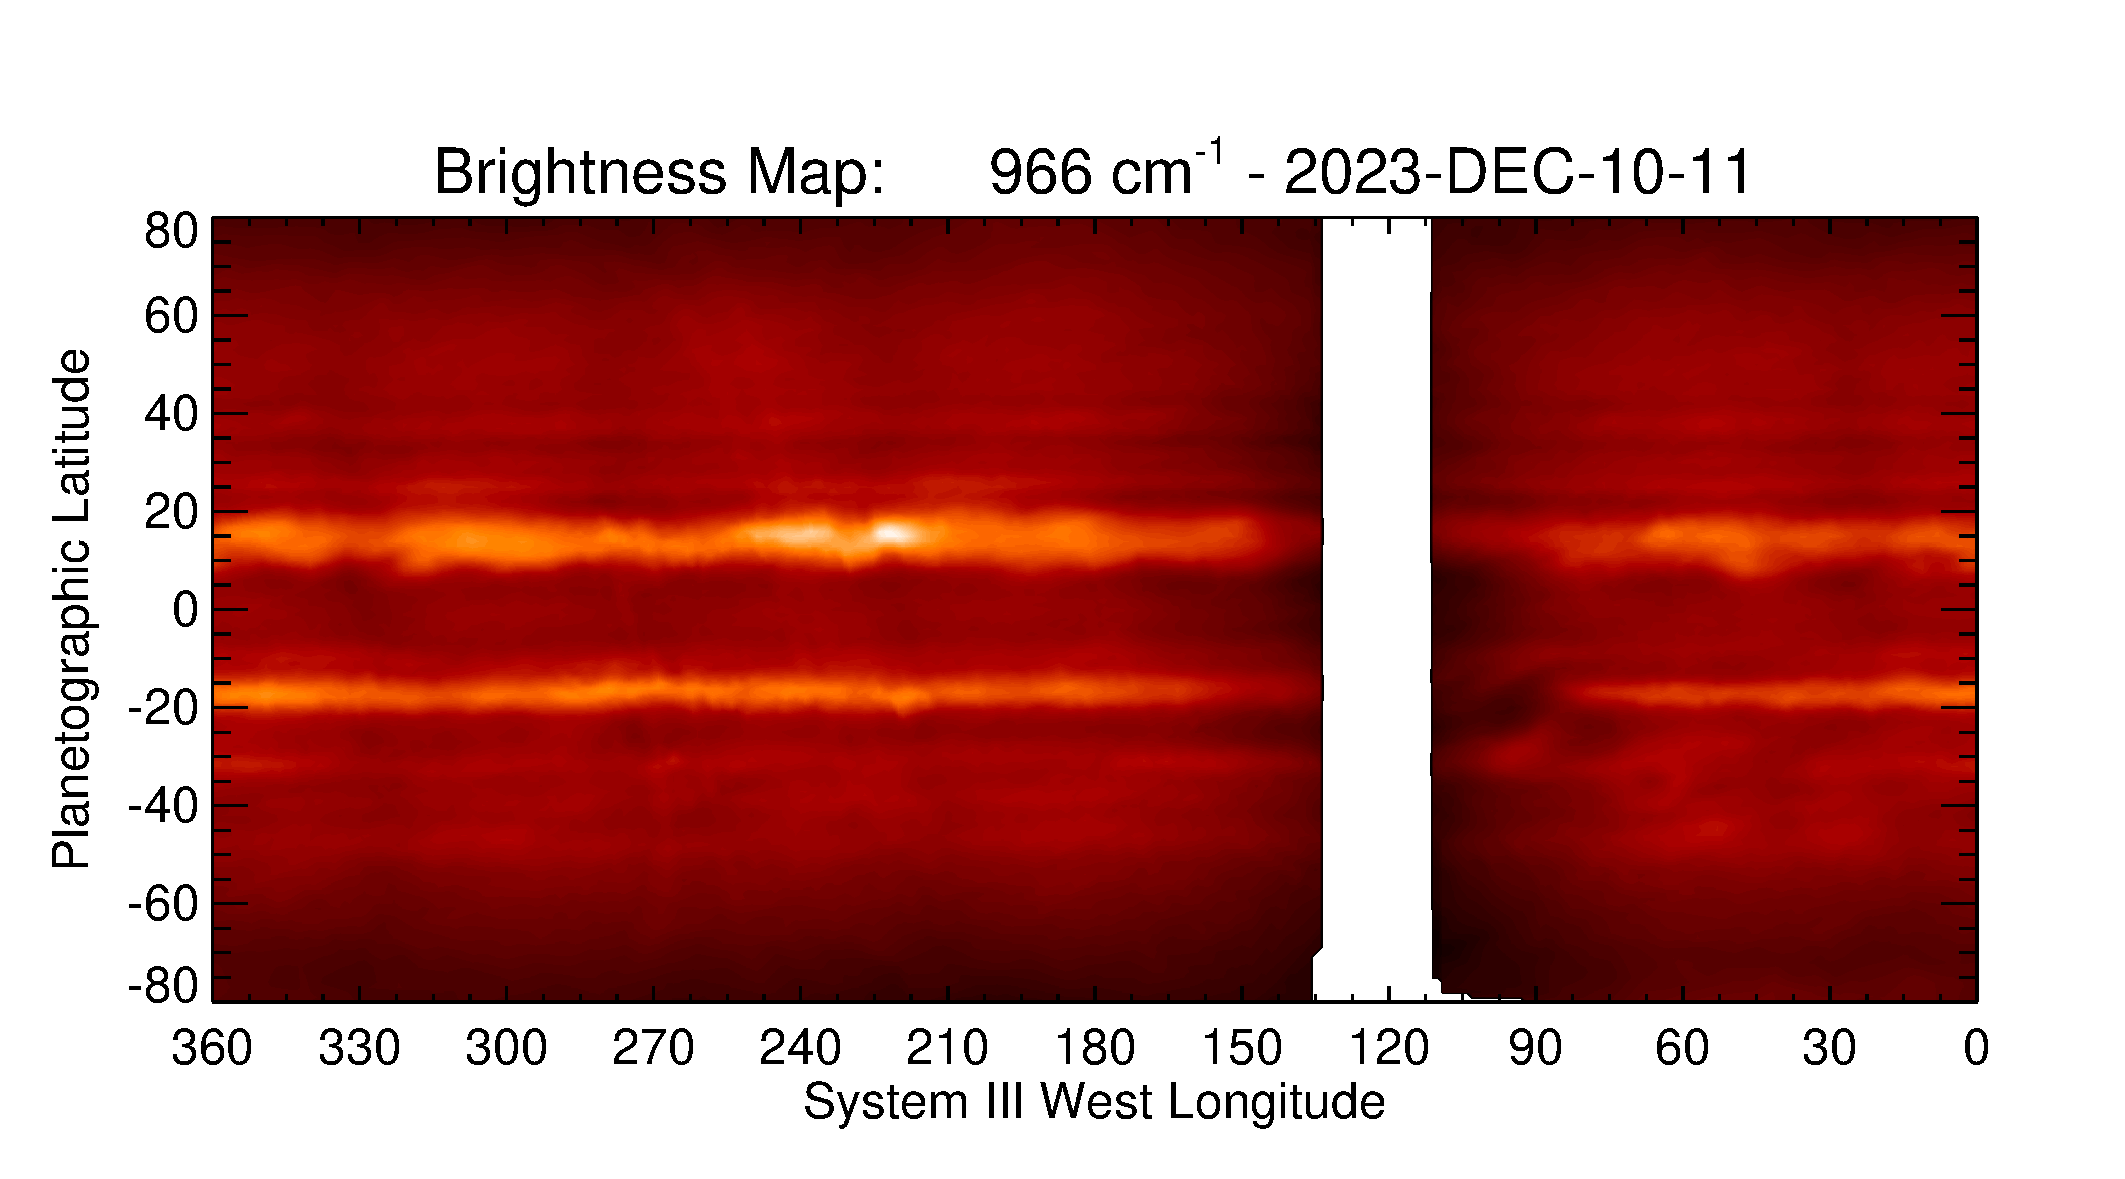 Brightness Map: 966 cm⁻¹ - 2023-DEC-10-11
80
60
40
20
0
-20
-40
-60
-80
Planetographic Latitude
360 330 300 270 240 210 180 150 120 90 60 30 0
System III West Longitude